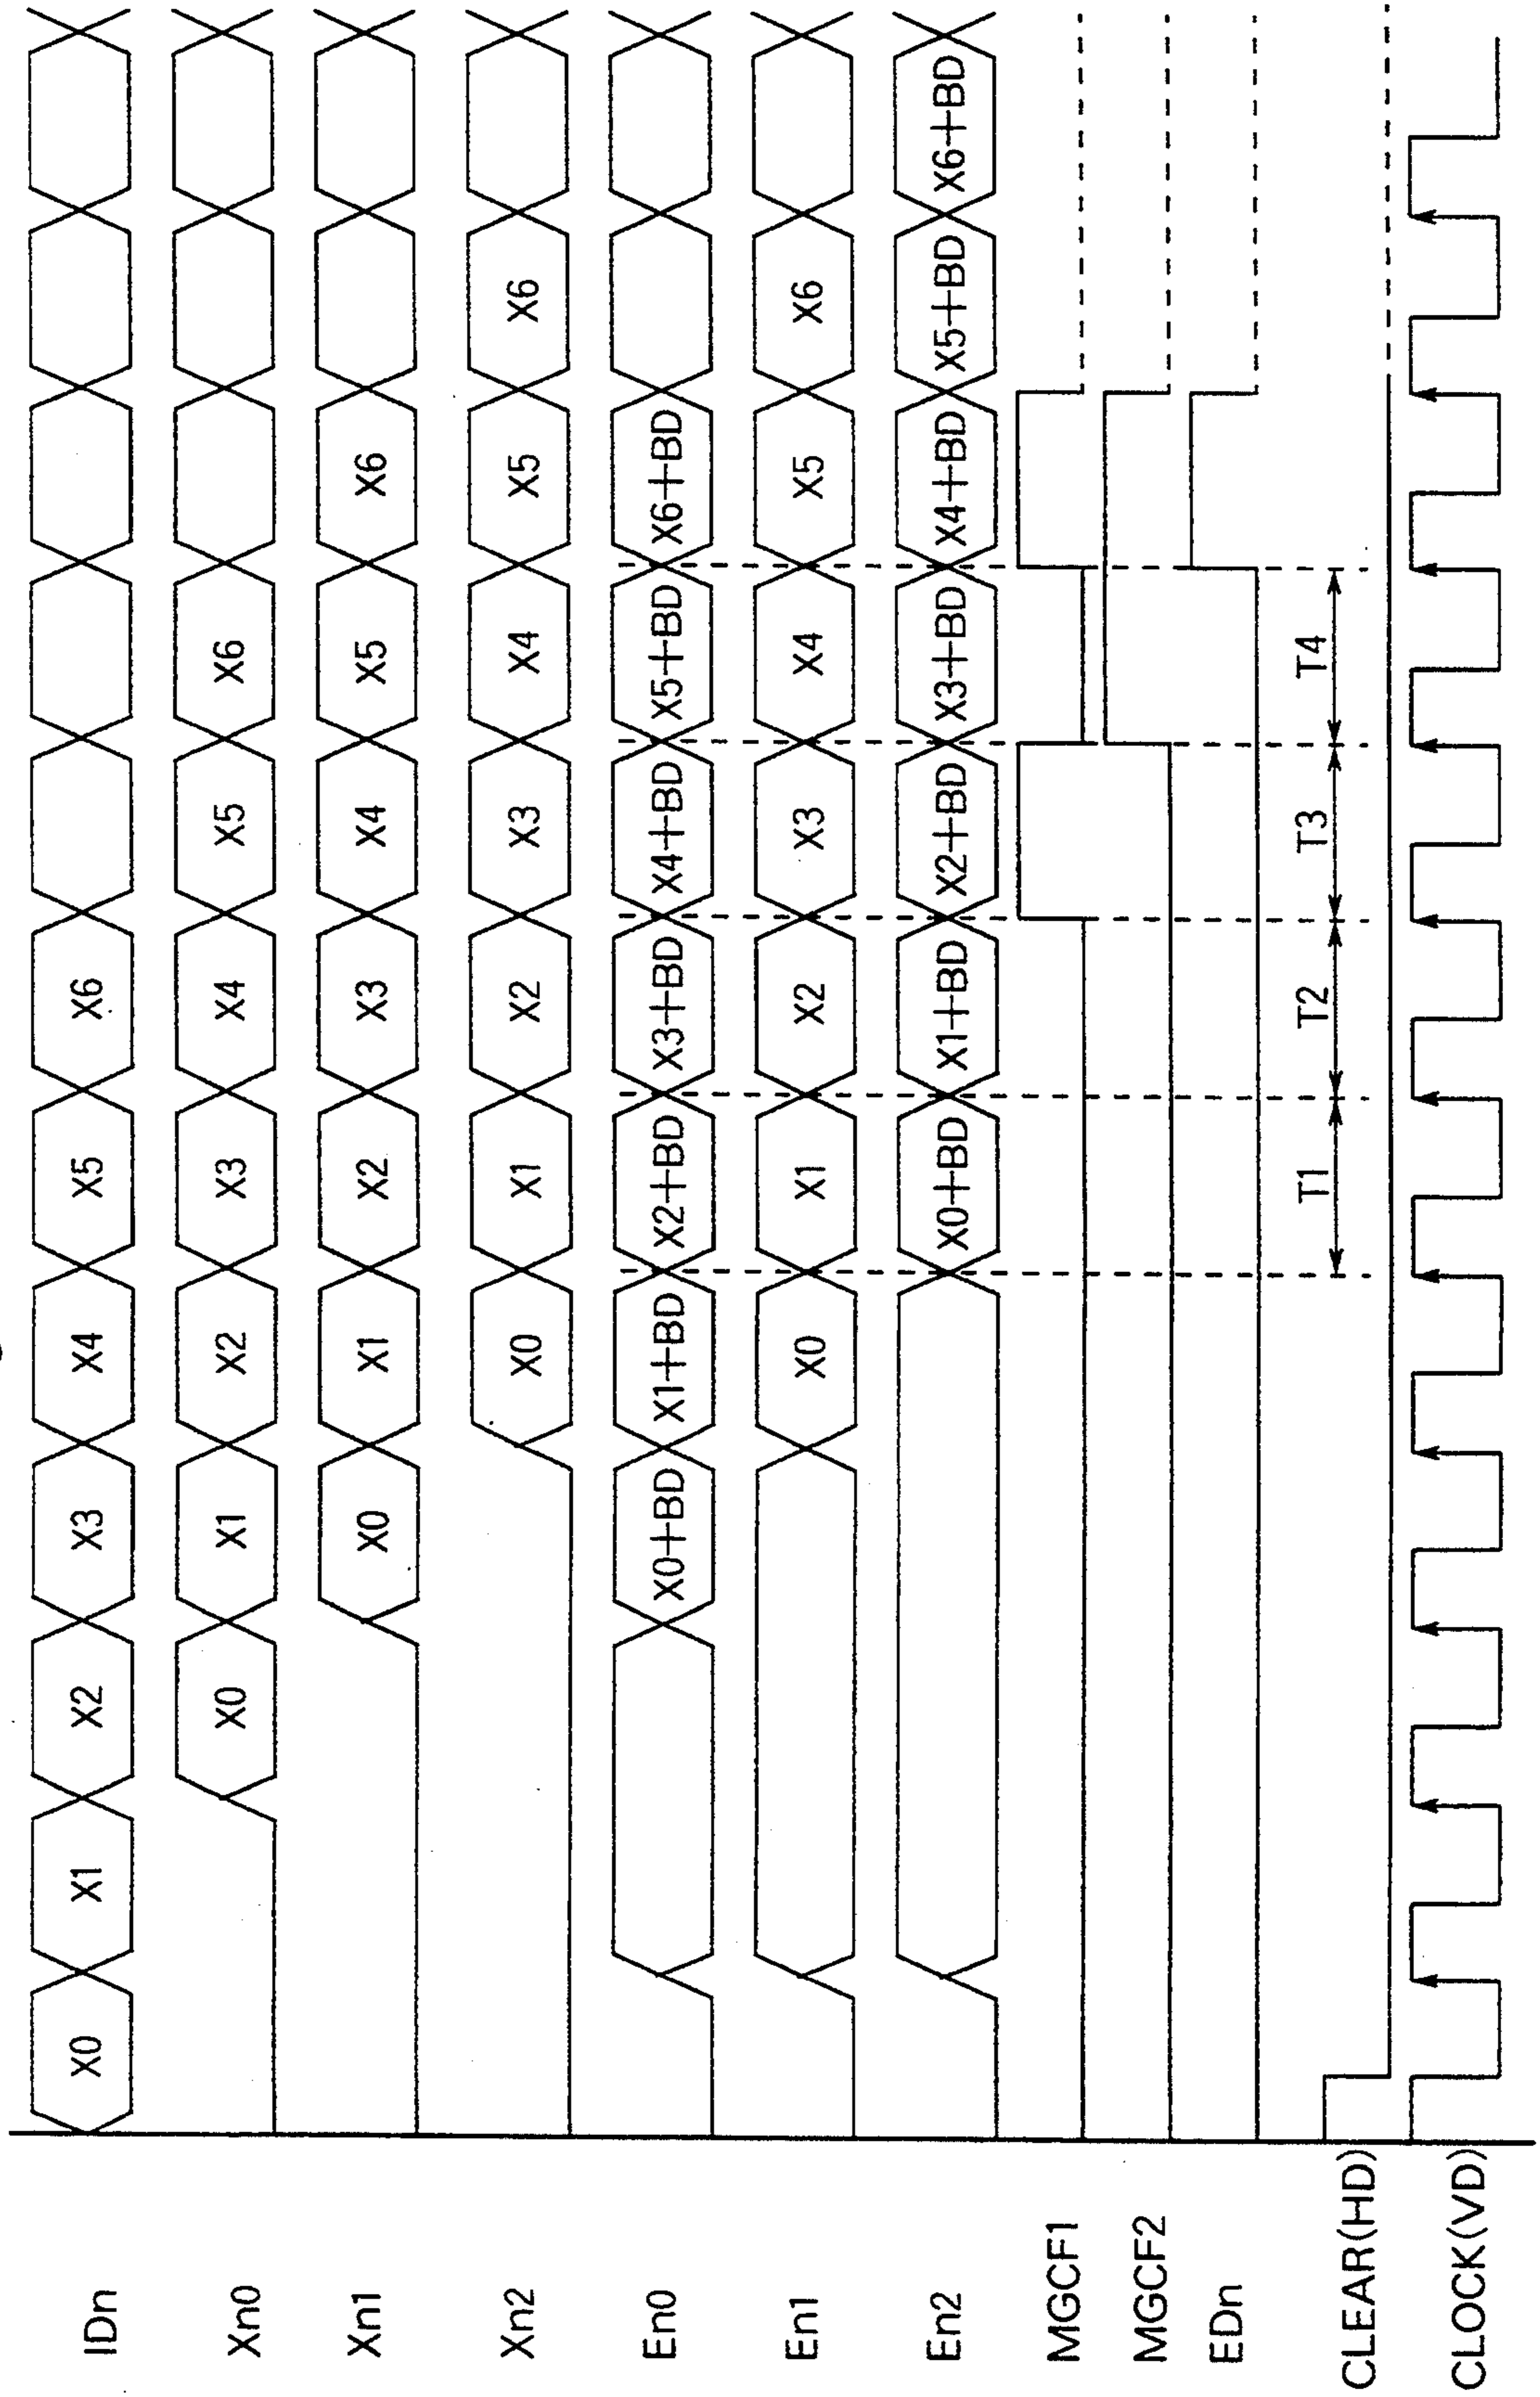 IDn X0 X1 X2 X3 X4 X5 X6
Xn0 X0 X1 X2 X3 X4 X5 X6
Xn1 X0 X1 X2 X3 X4 X5 X6
Xn2 X0 X1 X2 X3 X4 X5 X6
En0 X0+BD X1+BD X2+BD X3+BD X4+BD X5+BD X6+BD
En1 X0 X1 X2 X3 X4 X5 X6
En2 X0+BD X1+BD X2+BD X3+BD X4+BD X5+BD X6+BD
MGCF1
MGCF2
EDn
T1 T2 T3 T4
CLEAR(HD)
CLOCK(VD)